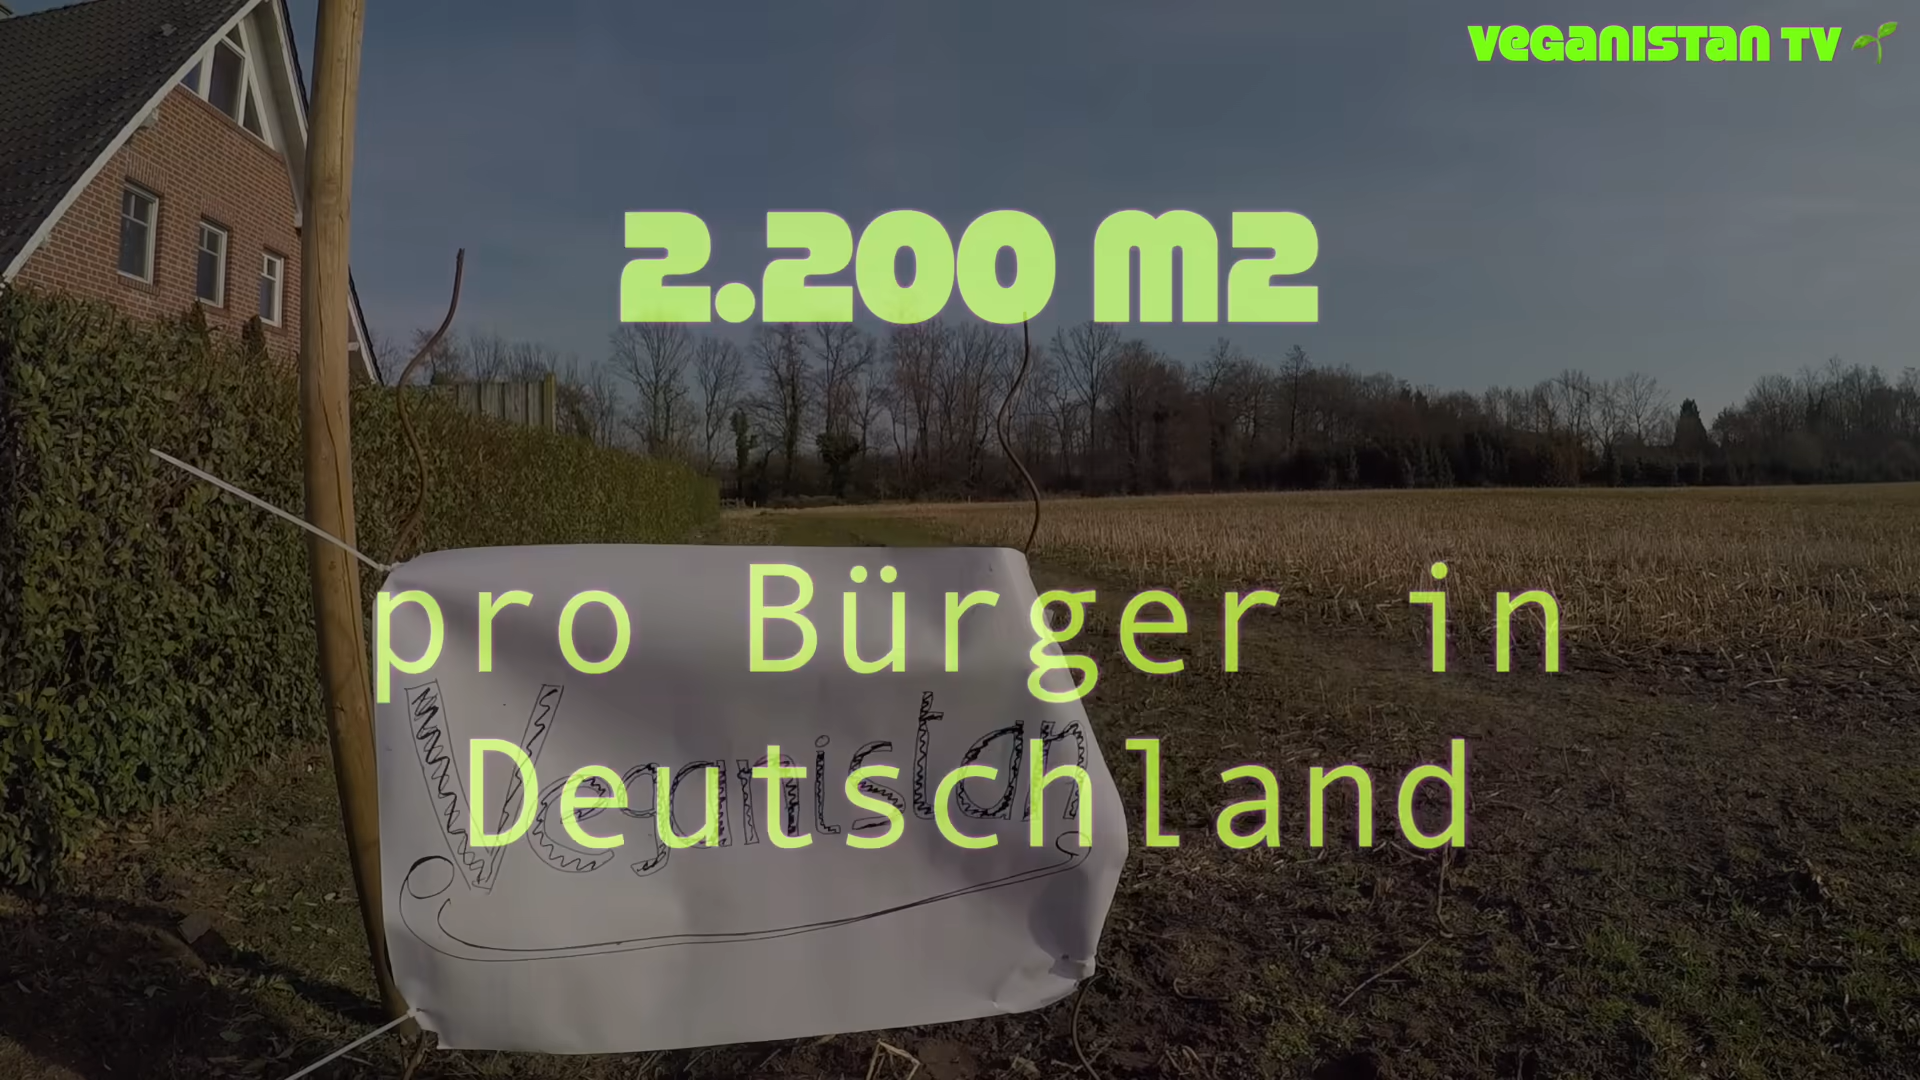 Veganistan TV
2.200 m2
pro Bürger in
Deutschland
Veganistan